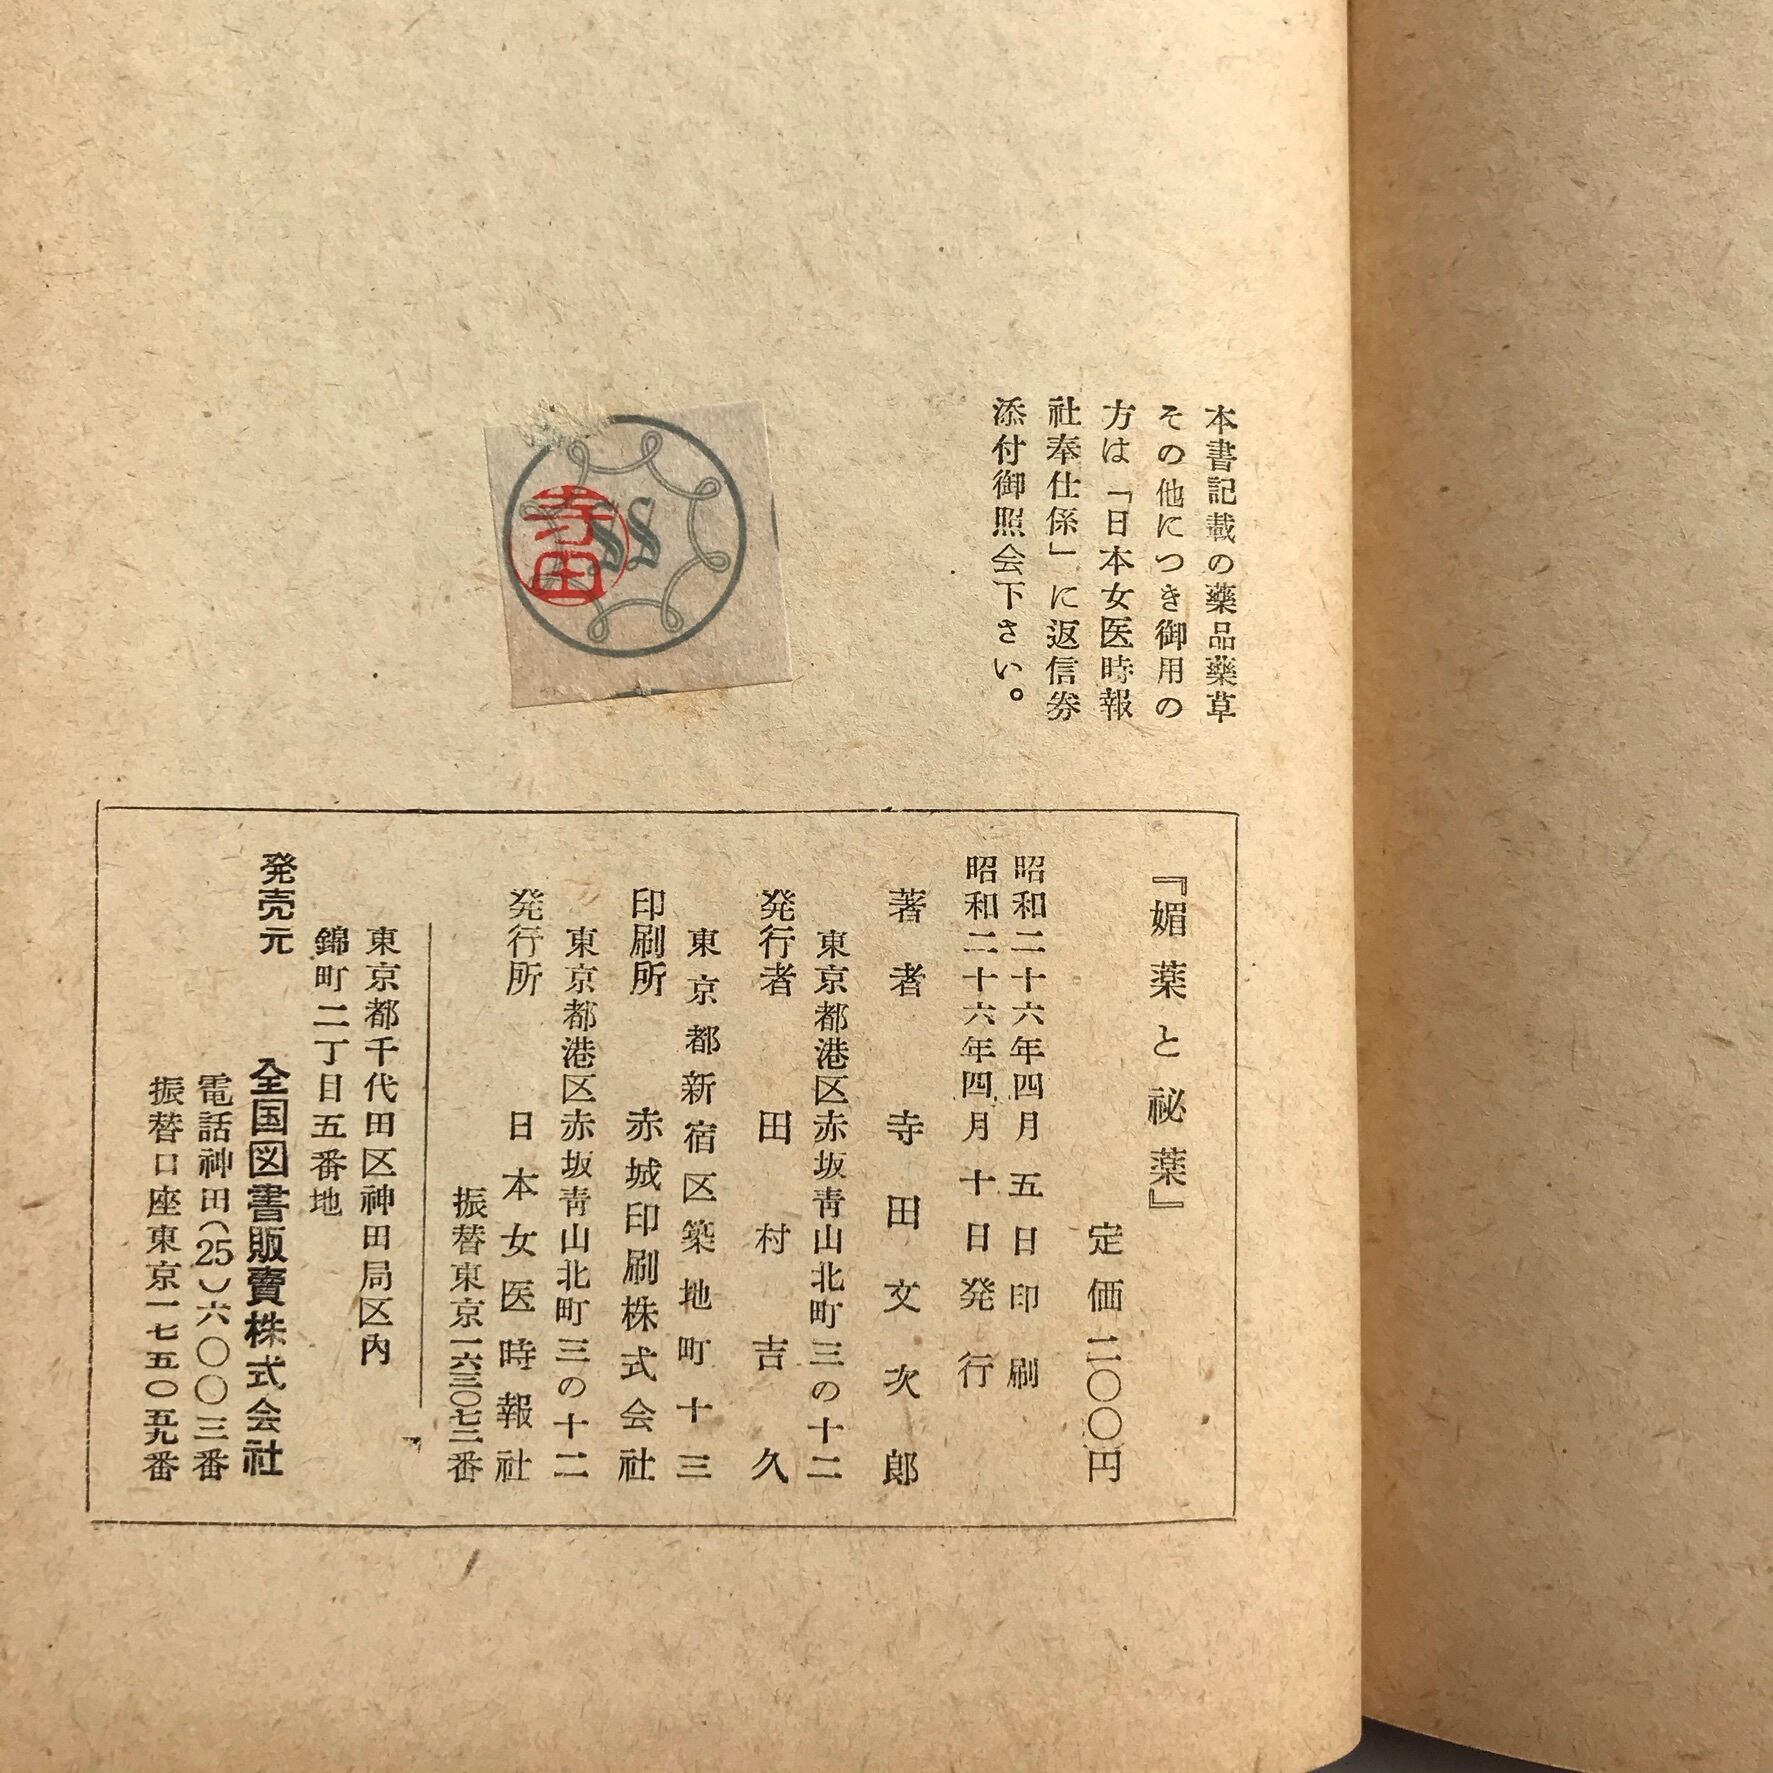 本書記載の藥品藥草
その他につき御用の
方は「日本女医時報
社奉仕係」に返信券
添付御照会下さい。
寺田
SS
『媚薬と祕薬』
定価二〇〇円
昭和二十六年四月五日印刷
昭和二十六年四月十日発行
著者 寺田文次郎
東京都港区赤坂靑山北町三の十二
発行者 田村吉久
東京都新宿区築地町十三
印刷所 赤城印刷株式会社
東京都港区赤坂靑山北町三の十二
発行所 日本女医時報社
振替東京一六三〇七二番
東京都千代田区神田局区内
錦町二丁目五番地
発売元 全国図書販賣株式会社
電話神田(25)六〇〇三番
振替口座東京一七五〇五九番